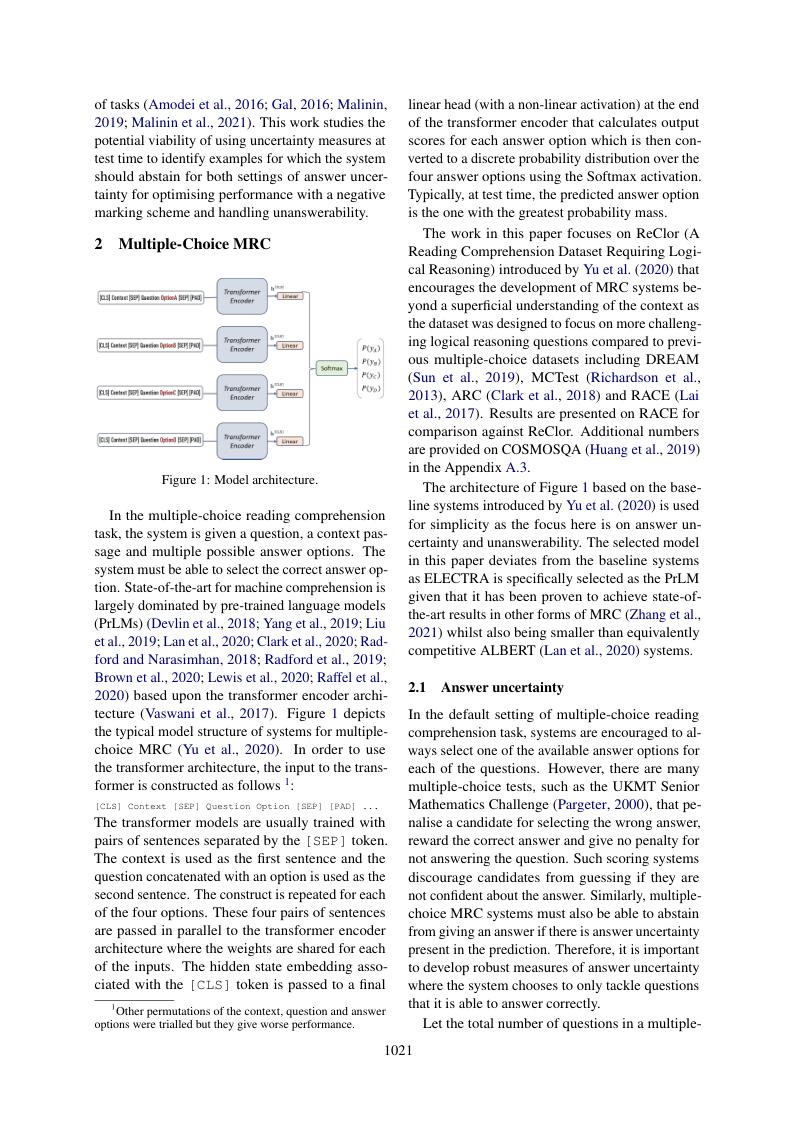 of tasks (Amodei et al., 2016; Gal, 2016; Malinin,
2019; Malinin et al., 2021). This work studies the
potential viability of using uncertainty measures at
test time to identify examples for which the system
should abstain for both settings of answer uncer-
tainty for optimising performance with a negative
marking scheme and handling unanswerability.
2 Multiple-Choice MRC
[CLS] Context [SEP] Question OptionA [SEP] [PAD]
Transformer
Encoder
Linear
[CLS] Context [SEP] Question OptionB [SEP] [PAD]
Transformer
Encoder
Linear
[CLS] Context [SEP] Question OptionC [SEP] [PAD]
Transformer
Encoder
Linear
[CLS] Context [SEP] Question OptionD [SEP] [PAD]
Transformer
Encoder
Linear
Softmax
P(y_A)
P(y_B)
P(y_C)
P(y_D)
Figure 1: Model architecture.
In the multiple-choice reading comprehension
task, the system is given a question, a context pas-
sage and multiple possible answer options. The
system must be able to select the correct answer op-
tion. State-of-the-art for machine comprehension is
largely dominated by pre-trained language models
(PrLMs) (Devlin et al., 2018; Yang et al., 2019; Liu
et al., 2019; Lan et al., 2020; Clark et al., 2020; Rad-
ford and Narasimhan, 2018; Radford et al., 2019;
Brown et al., 2020; Lewis et al., 2020; Raffel et al.,
2020) based upon the transformer encoder archi-
tecture (Vaswani et al., 2017). Figure 1 depicts
the typical model structure of systems for multiple-
choice MRC (Yu et al., 2020). In order to use
the transformer architecture, the input to the trans-
former is constructed as follows 1:
[CLS] Context [SEP] Question Option [SEP] [PAD] ...
The transformer models are usually trained with
pairs of sentences separated by the [SEP] token.
The context is used as the first sentence and the
question concatenated with an option is used as the
second sentence. The construct is repeated for each
of the four options. These four pairs of sentences
are passed in parallel to the transformer encoder
architecture where the weights are shared for each
of the inputs. The hidden state embedding asso-
ciated with the [CLS] token is passed to a final
1Other permutations of the context, question and answer
options were trialled but they give worse performance.
linear head (with a non-linear activation) at the end
of the transformer encoder that calculates output
scores for each answer option which is then con-
verted to a discrete probability distribution over the
four answer options using the Softmax activation.
Typically, at test time, the predicted answer option
is the one with the greatest probability mass.
The work in this paper focuses on ReClor (A
Reading Comprehension Dataset Requiring Logi-
cal Reasoning) introduced by Yu et al. (2020) that
encourages the development of MRC systems be-
yond a superficial understanding of the context as
the dataset was designed to focus on more challeng-
ing logical reasoning questions compared to previ-
ous multiple-choice datasets including DREAM
(Sun et al., 2019), MCTest (Richardson et al.,
2013), ARC (Clark et al., 2018) and RACE (Lai
et al., 2017). Results are presented on RACE for
comparison against ReClor. Additional numbers
are provided on COSMOSQA (Huang et al., 2019)
in the Appendix A.3.
The architecture of Figure 1 based on the base-
line systems introduced by Yu et al. (2020) is used
for simplicity as the focus here is on answer un-
certainty and unanswerability. The selected model
in this paper deviates from the baseline systems
as ELECTRA is specifically selected as the PrLM
given that it has been proven to achieve state-of-
the-art results in other forms of MRC (Zhang et al.,
2021) whilst also being smaller than equivalently
competitive ALBERT (Lan et al., 2020) systems.
2.1 Answer uncertainty
In the default setting of multiple-choice reading
comprehension task, systems are encouraged to al-
ways select one of the available answer options for
each of the questions. However, there are many
multiple-choice tests, such as the UKMT Senior
Mathematics Challenge (Pargeter, 2000), that pe-
nalise a candidate for selecting the wrong answer,
reward the correct answer and give no penalty for
not answering the question. Such scoring systems
discourage candidates from guessing if they are
not confident about the answer. Similarly, multiple-
choice MRC systems must also be able to abstain
from giving an answer if there is answer uncertainty
present in the prediction. Therefore, it is important
to develop robust measures of answer uncertainty
where the system chooses to only tackle questions
that it is able to answer correctly.
Let the total number of questions in a multiple-
1021